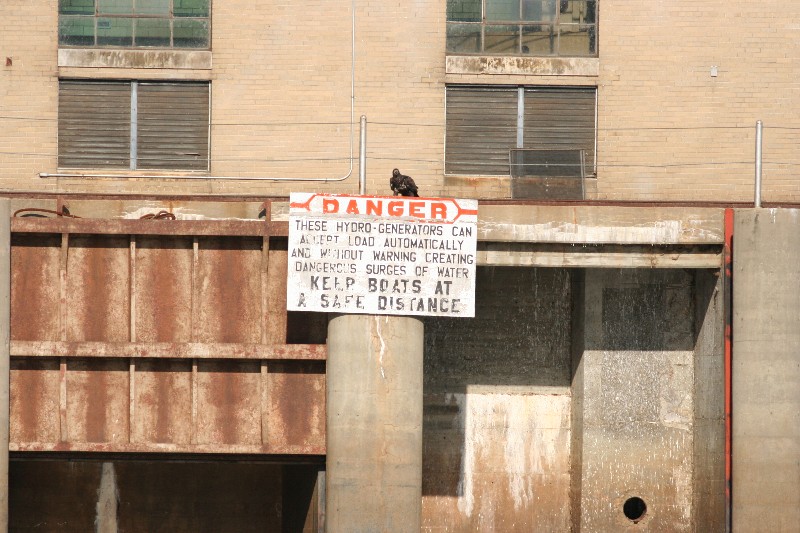 DANGER
THESE HYDRO-GENERATORS CAN
ACCEPT LOAD AUTOMATICALLY
AND WITHOUT WARNING CREATING
DANGEROUS SURGES OF WATER
KEEP BOATS AT
A SAFE DISTANCE